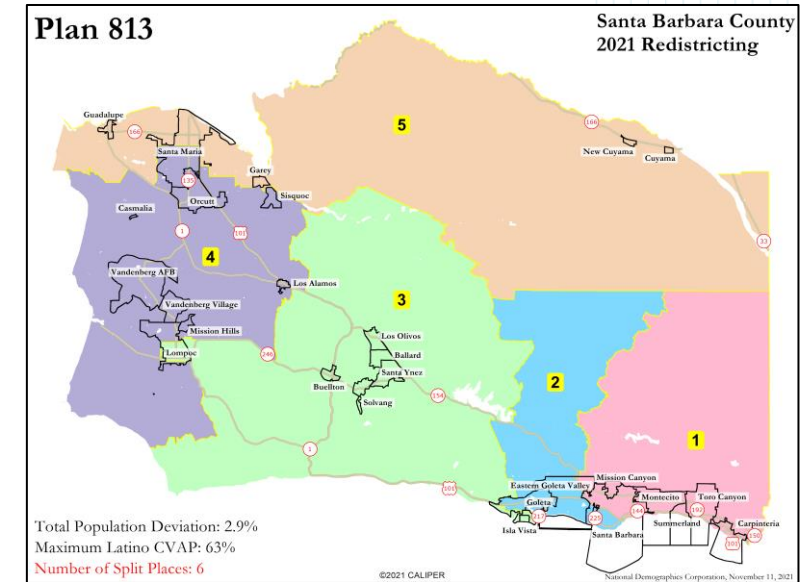 Plan 813
Santa Barbara County
2021 Redistricting
Guadalupe
166
Santa Maria
135
Orcutt
Garey
Sisquoc
Casmalia
1
101
4
5
166
New Cuyama
Cuyama
33
Vandenberg AFB
Los Alamos
Vandenberg Village
Mission Hills
Lompoc
246
3
Los Olivos
Ballard
Santa Ynez
Buellton
Solvang
154
2
1
1
101
Eastern Goleta Valley
Mission Canyon
Goleta
Montecito
Toro Canyon
217
225
144
192
Isla Vista
Santa Barbara
Summerland
Carpinteria
101
150
Total Population Deviation: 2.9%
Maximum Latino CVAP: 63%
Number of Split Places: 6
©2021 CALIPER
National Demographics Corporation, November 11, 2021